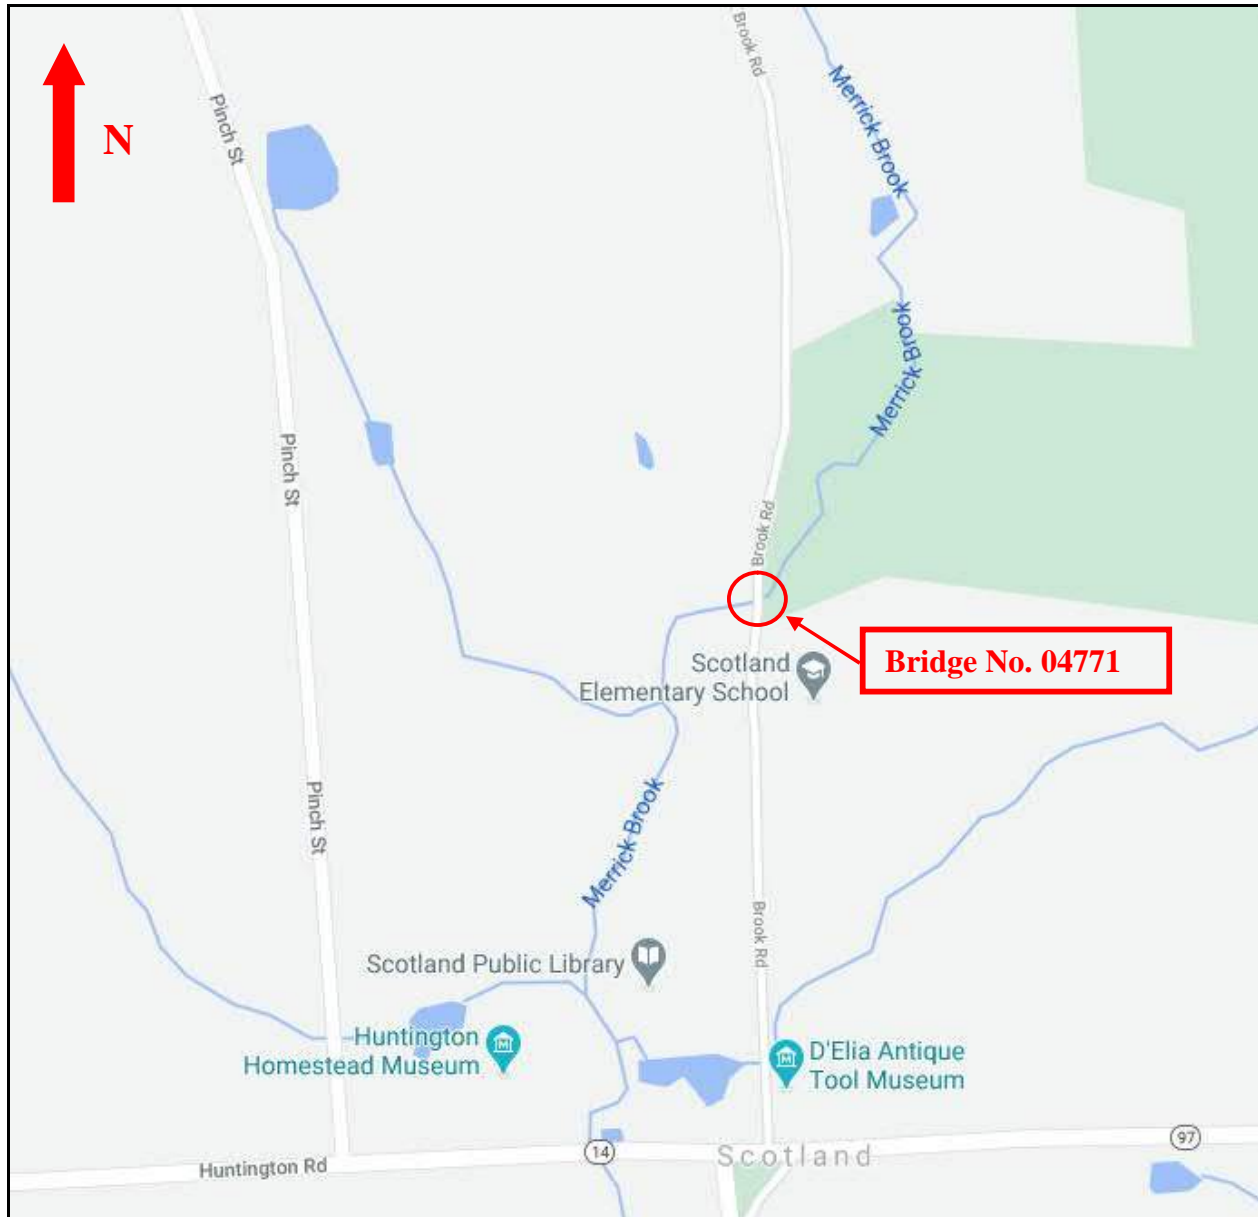 Brook Rd
Merrick Brook
Pinch St
N
Merrick Brook
Pinch St
Brook Rd
Bridge No. 04771
Scotland
Elementary School
Pinch St
Merrick Brook
Brook Rd
Scotland Public Library
Huntington
Homestead Museum
D'Elia Antique
Tool Museum
97
14
Scotland
Huntington Rd